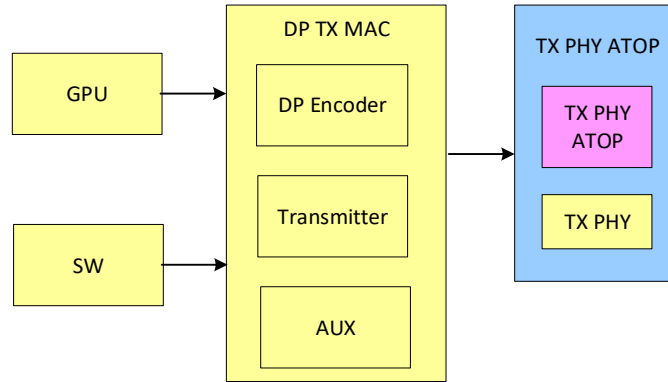 DP TX MAC
TX PHY ATOP
GPU
DP Encoder
TX PHY
ATOP
Transmitter
TX PHY
SW
AUX